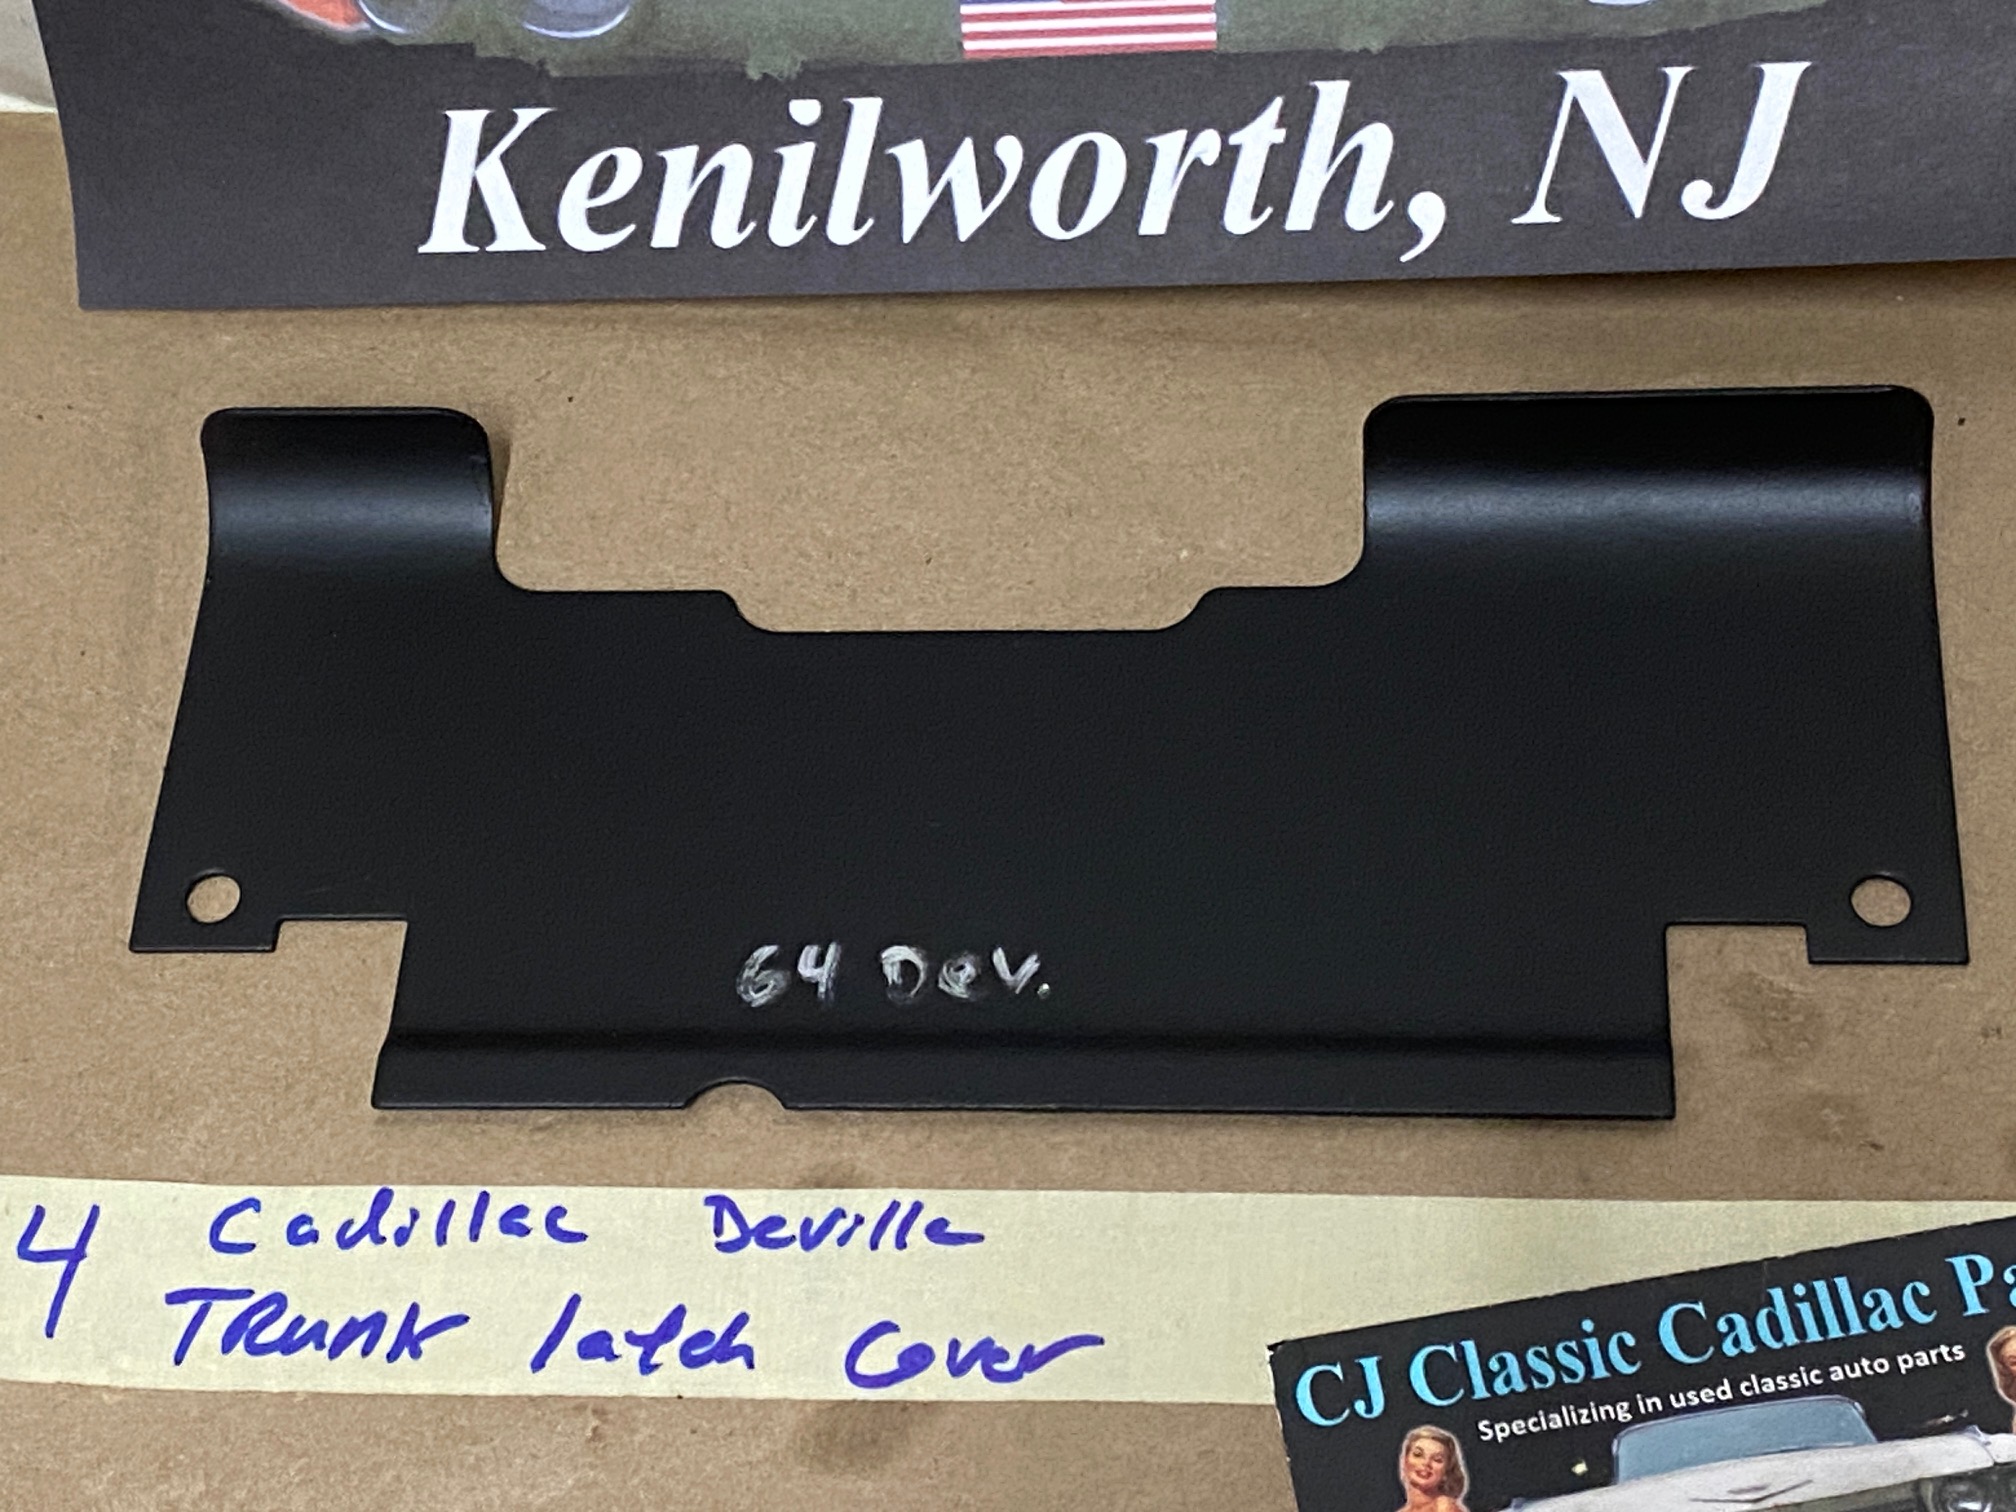 Kenilworth, NJ
64 Dev.
4 Cadillac Deville
Trunk latch Cover
CJ Classic Cadillac Pa
Specializing in used classic auto parts